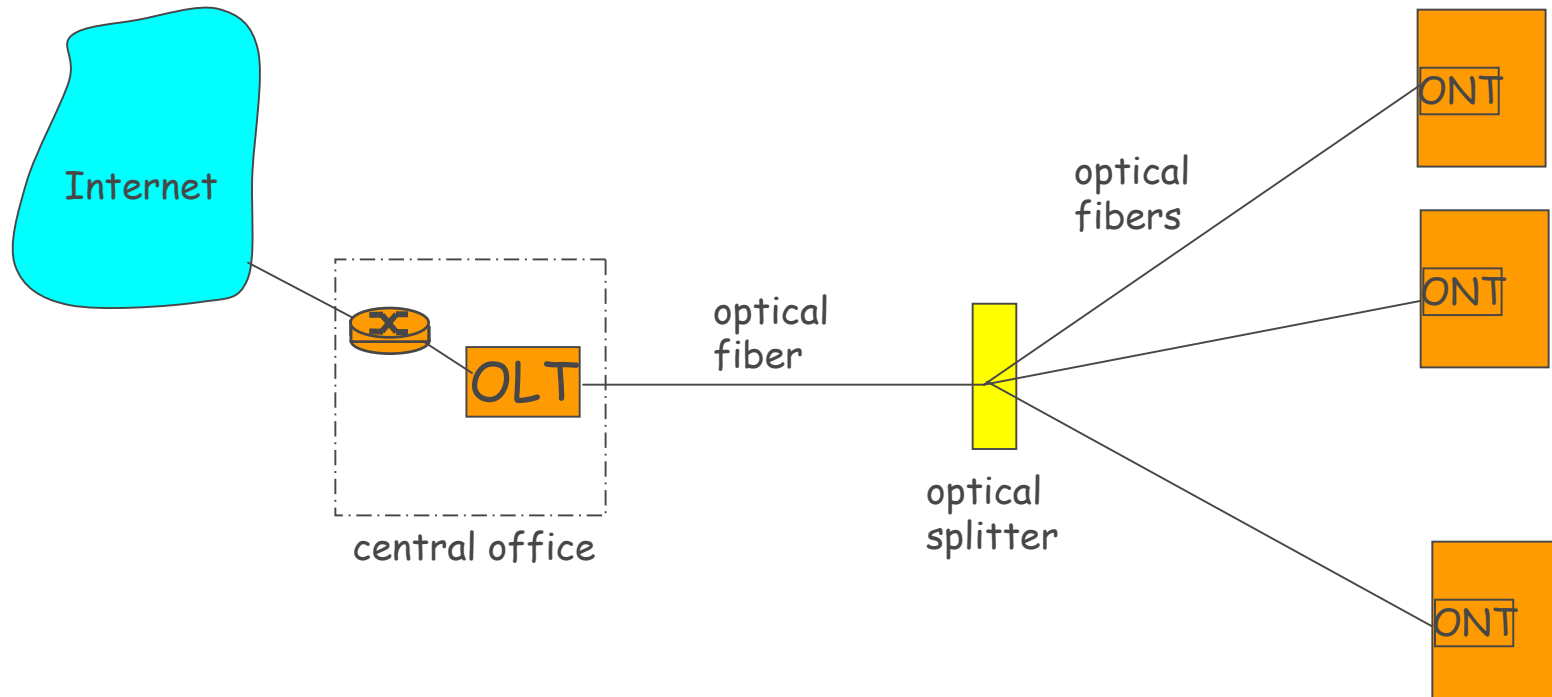 Internet
central office
OLT
optical
fiber
optical
splitter
optical
fibers
ONT
ONT
ONT